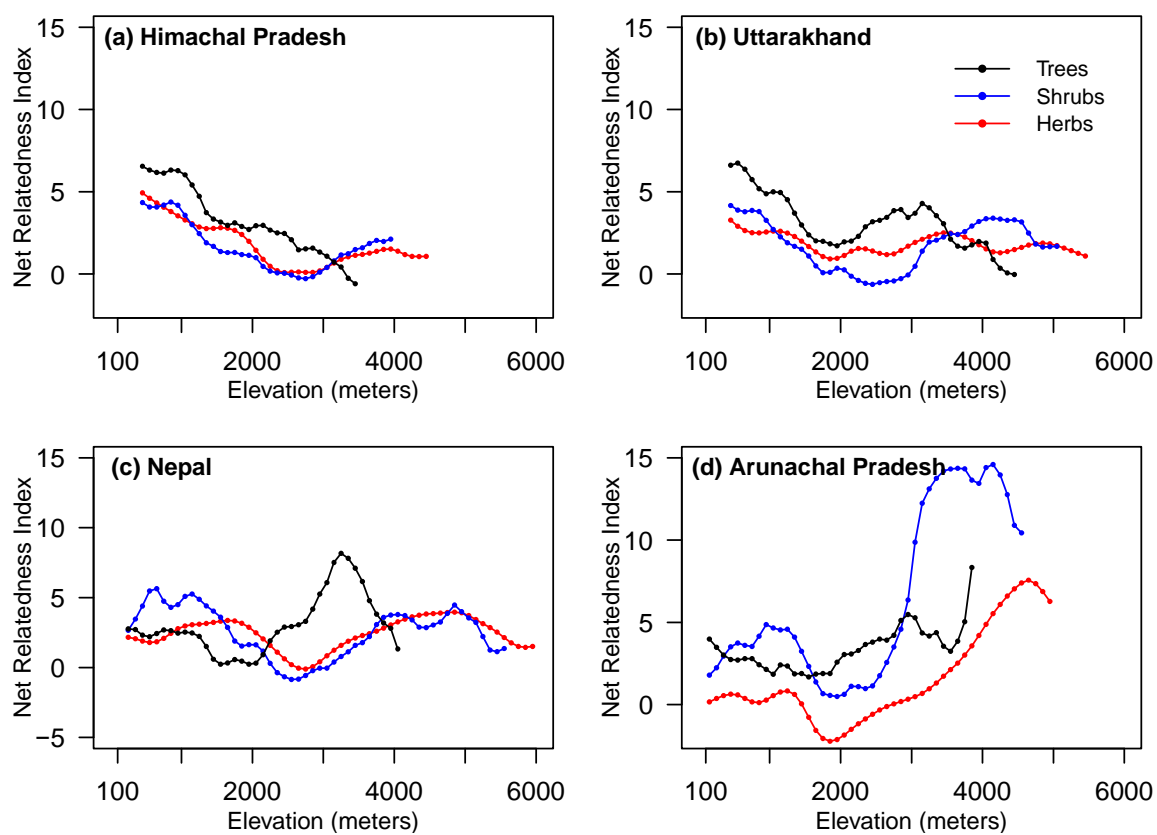 (a) Himachal Pradesh
Net Relatedness Index
15
10
5
0
100
2000
4000
6000
Elevation (meters)
(b) Uttarakhand
Trees
Shrubs
Herbs
Net Relatedness Index
15
10
5
0
100
2000
4000
6000
Elevation (meters)
(c) Nepal
Net Relatedness Index
15
10
5
0
−5
100
2000
4000
6000
Elevation (meters)
(d) Arunachal Pradesh
Net Relatedness Index
15
10
5
0
100
2000
4000
6000
Elevation (meters)